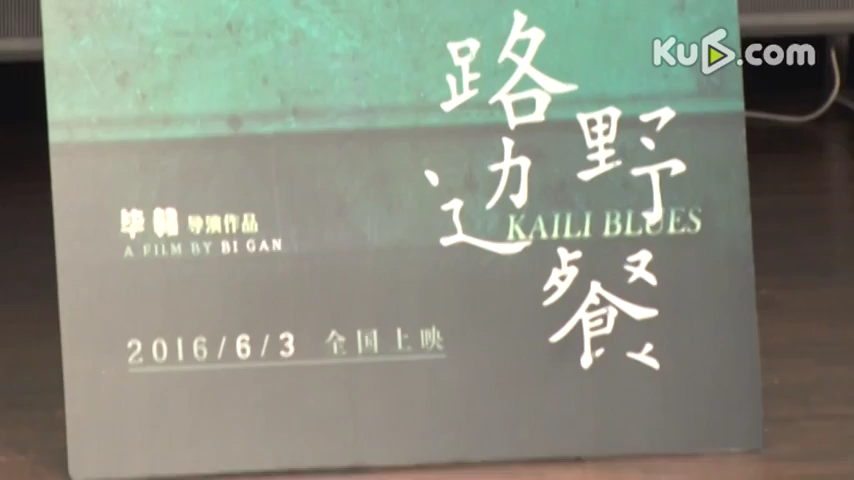 Ku6.com
路边野餐
KAILI BLUES
毕赣 导演作品
A FILM BY BI GAN
2016/6/3 全国上映